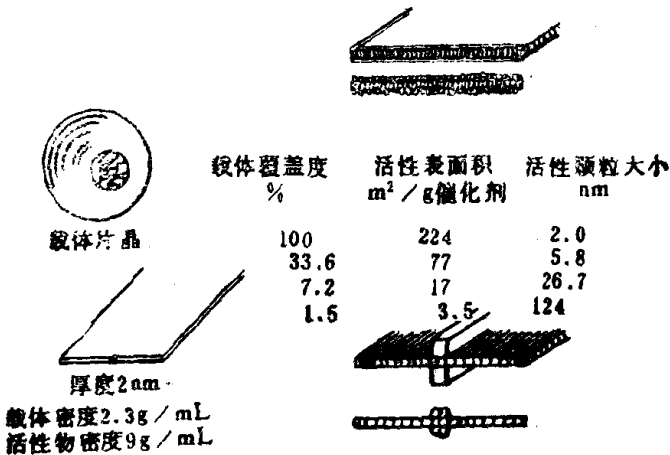 载体覆盖度 活性表面积 活性颗粒大小
% m²／g催化剂 nm
载体片晶
100 224 2.0
33.6 77 5.8
7.2 17 26.7
1.5 3.5 124
厚度2nm
载体密度2.3g／mL
活性物密度9g／mL